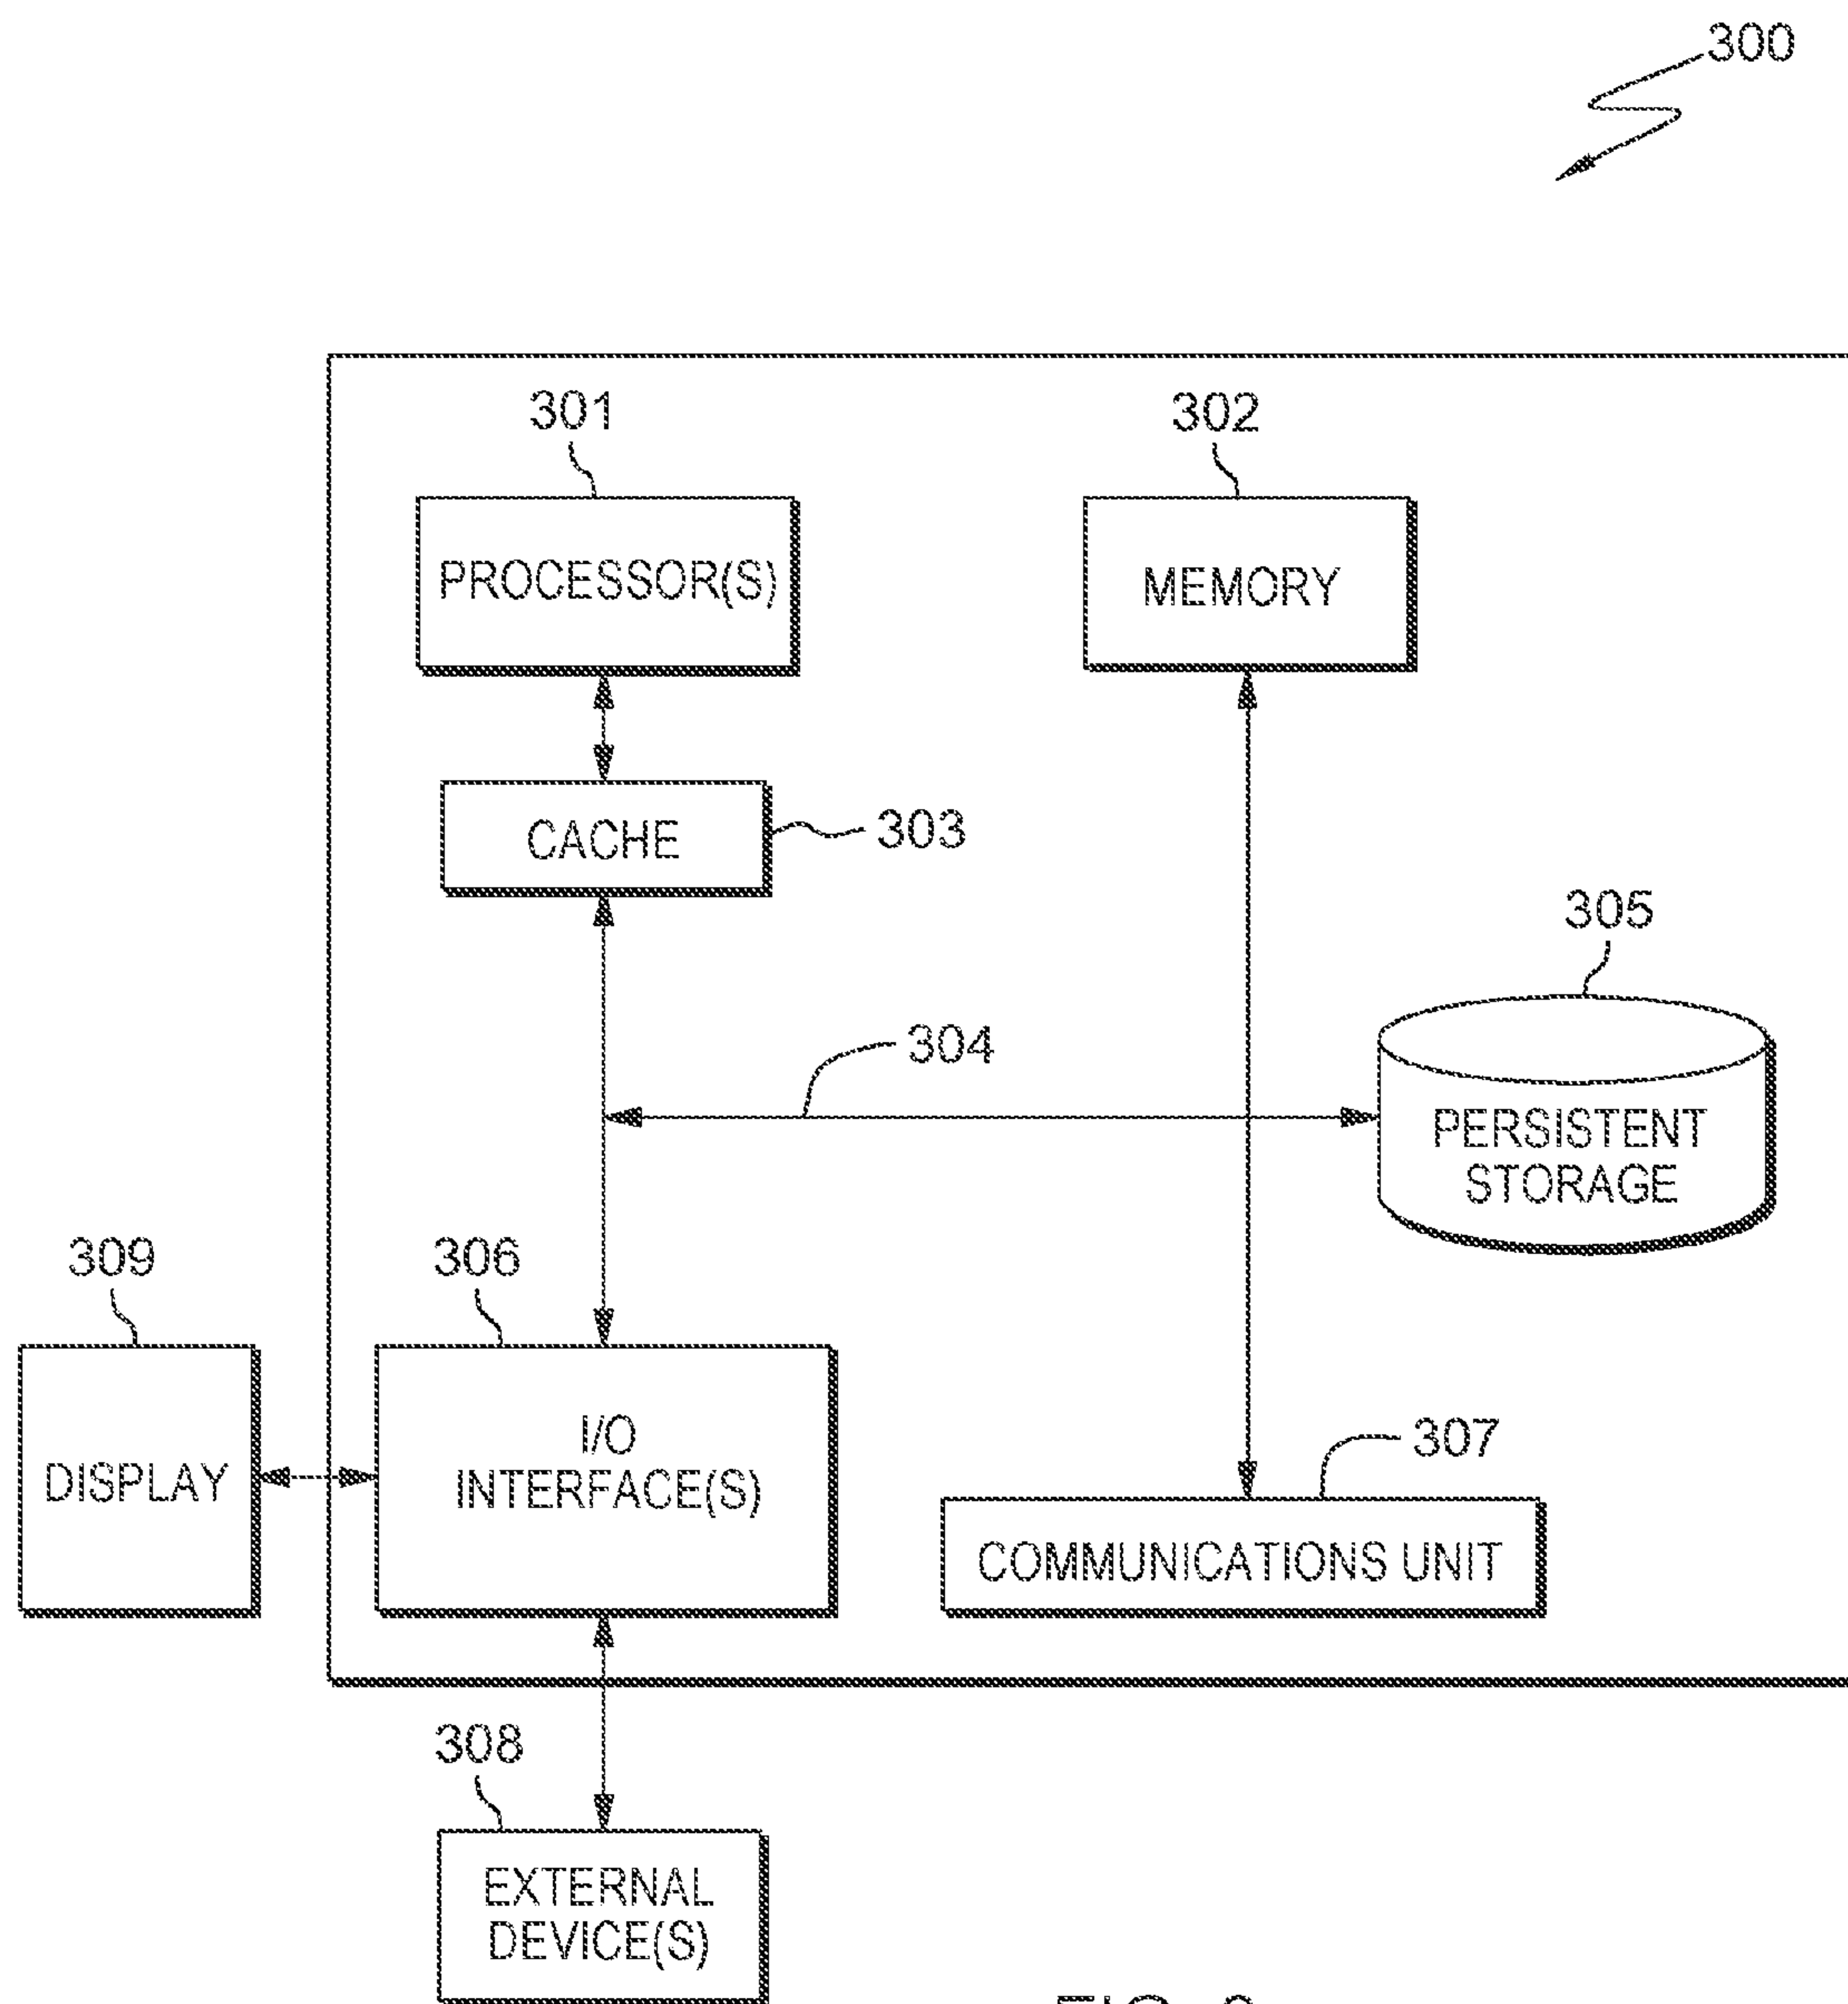 300
301
302
PROCESSOR(S)
MEMORY
CACHE
303
305
304
PERSISTENT
STORAGE
309
306
DISPLAY
I/O
INTERFACE(S)
307
COMMUNICATIONS UNIT
308
EXTERNAL
DEVICE(S)
FIG.